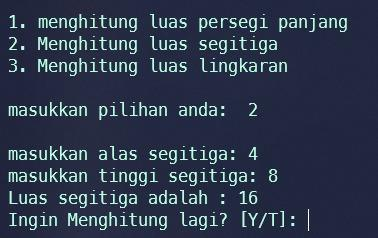 1. menghitung luas persegi panjang
2. Menghitung luas segitiga
3. Menghitung luas lingkaran
masukkan pilihan anda:  2
masukkan alas segitiga: 4
masukkan tinggi segitiga: 8
Luas segitiga adalah : 16
Ingin Menghitung lagi? [Y/T]: